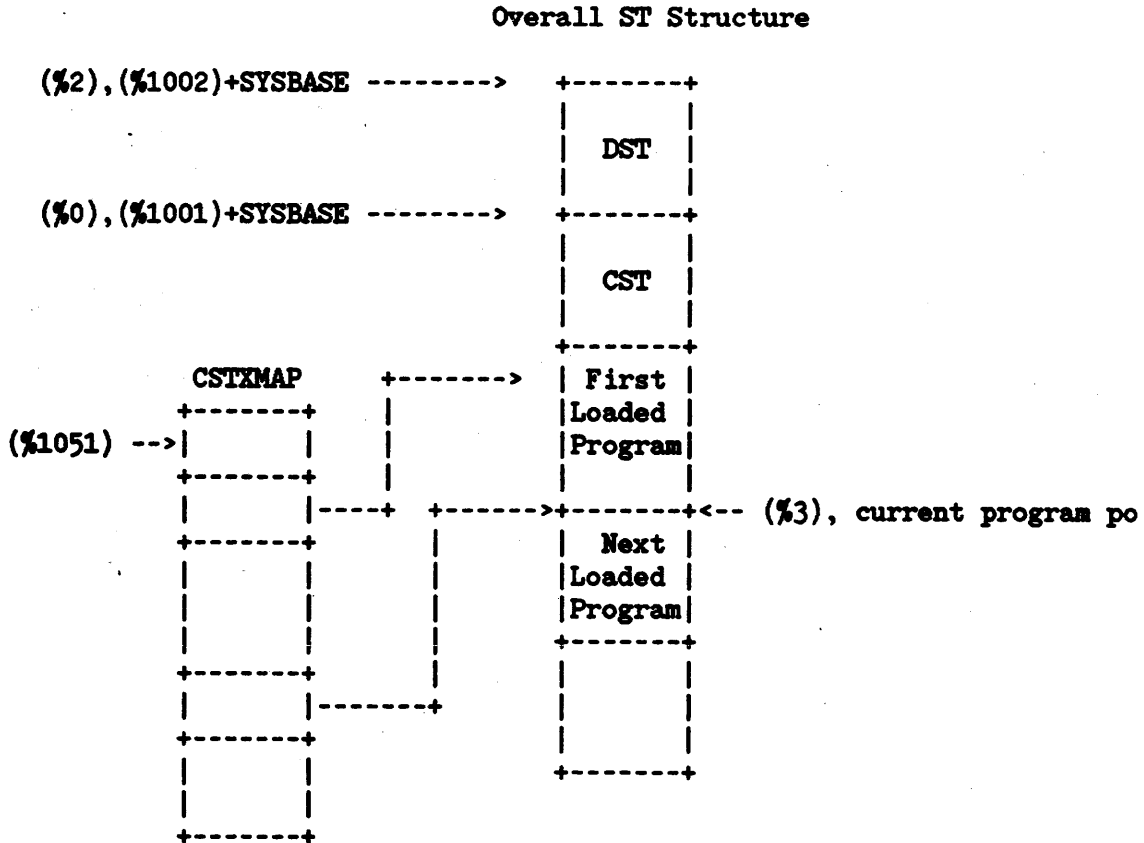 Overall ST Structure
(%2),(%1002)+SYSBASE
DST
(%0),(%1001)+SYSBASE
CST
CSTXMAP
First
Loaded
Program
(%1051)
(%3), current program po
Next
Loaded
Program